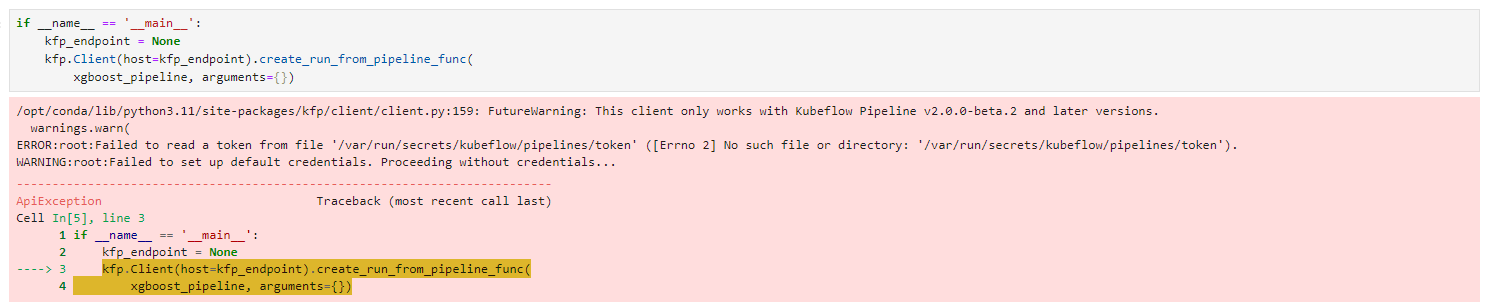 if __name__ == '__main__':
    kfp_endpoint = None
    kfp.Client(host=kfp_endpoint).create_run_from_pipeline_func(
        xgboost_pipeline, arguments={})
/opt/conda/lib/python3.11/site-packages/kfp/client/client.py:159: FutureWarning: This client only works with Kubeflow Pipeline v2.0.0-beta.2 and later versions.
  warnings.warn(
ERROR:root:Failed to read a token from file '/var/run/secrets/kubeflow/pipelines/token' ([Errno 2] No such file or directory: '/var/run/secrets/kubeflow/pipelines/token').
WARNING:root:Failed to set up default credentials. Proceeding without credentials...
---------------------------------------------------------------------------
ApiException                              Traceback (most recent call last)
Cell In[5], line 3
      1 if __name__ == '__main__':
      2     kfp_endpoint = None
----> 3     kfp.Client(host=kfp_endpoint).create_run_from_pipeline_func(
      4         xgboost_pipeline, arguments={})